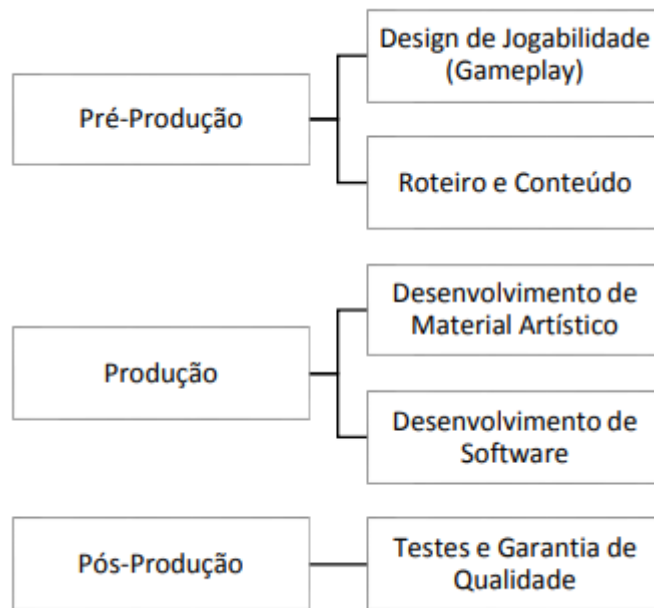 Pré-Produção
Design de Jogabilidade
(Gameplay)
Roteiro e Conteúdo
Produção
Desenvolvimento de
Material Artístico
Desenvolvimento de
Software
Pós-Produção
Testes e Garantia de
Qualidade